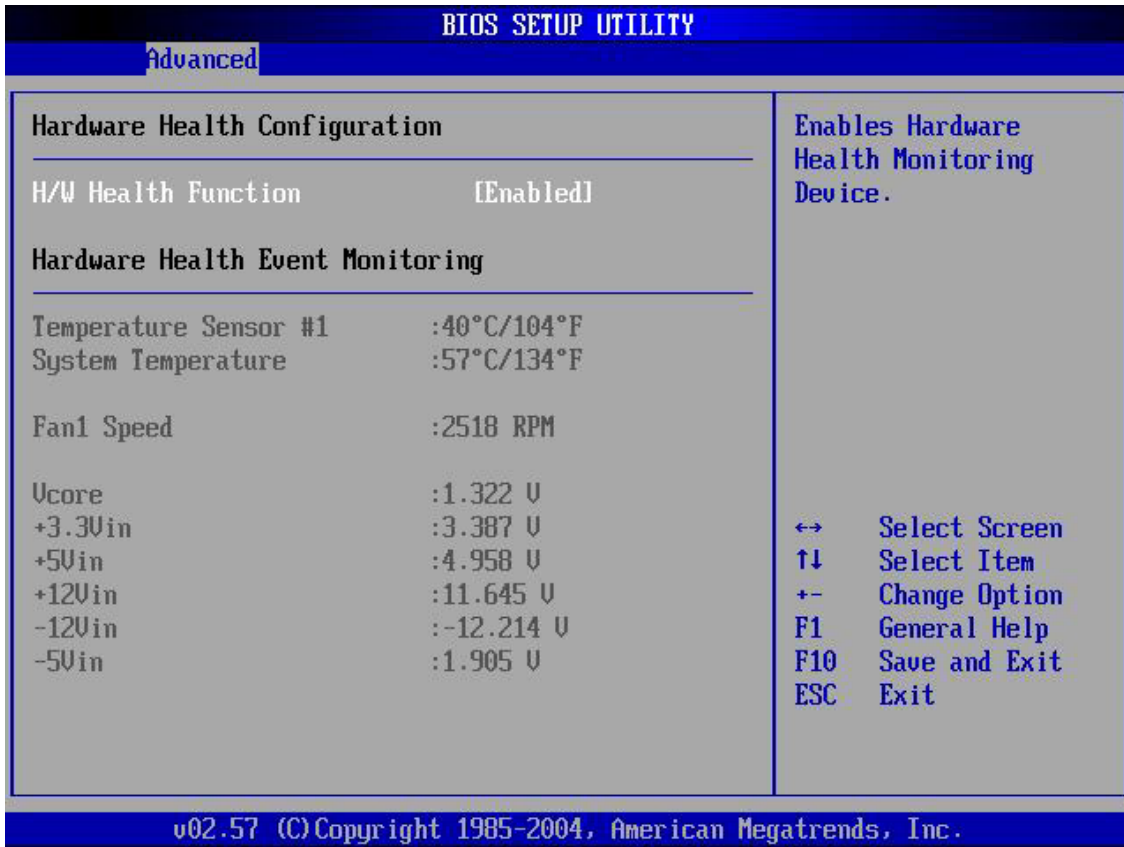 BIOS SETUP UTILITY
Advanced
Hardware Health Configuration
H/W Health Function [Enabled]
Hardware Health Event Monitoring
Temperature Sensor #1 :40°C/104°F
System Temperature :57°C/134°F
Fan1 Speed :2518 RPM
Vcore :1.322 V
+3.3Vin :3.387 V
+5Vin :4.958 V
+12Vin :11.645 V
-12Vin :-12.214 V
-5Vin :1.905 V
Enables Hardware
Health Monitoring
Device.
←→ Select Screen
↑↓ Select Item
+- Change Option
F1 General Help
F10 Save and Exit
ESC Exit
v02.57 (C)Copyright 1985-2004, American Megatrends, Inc.